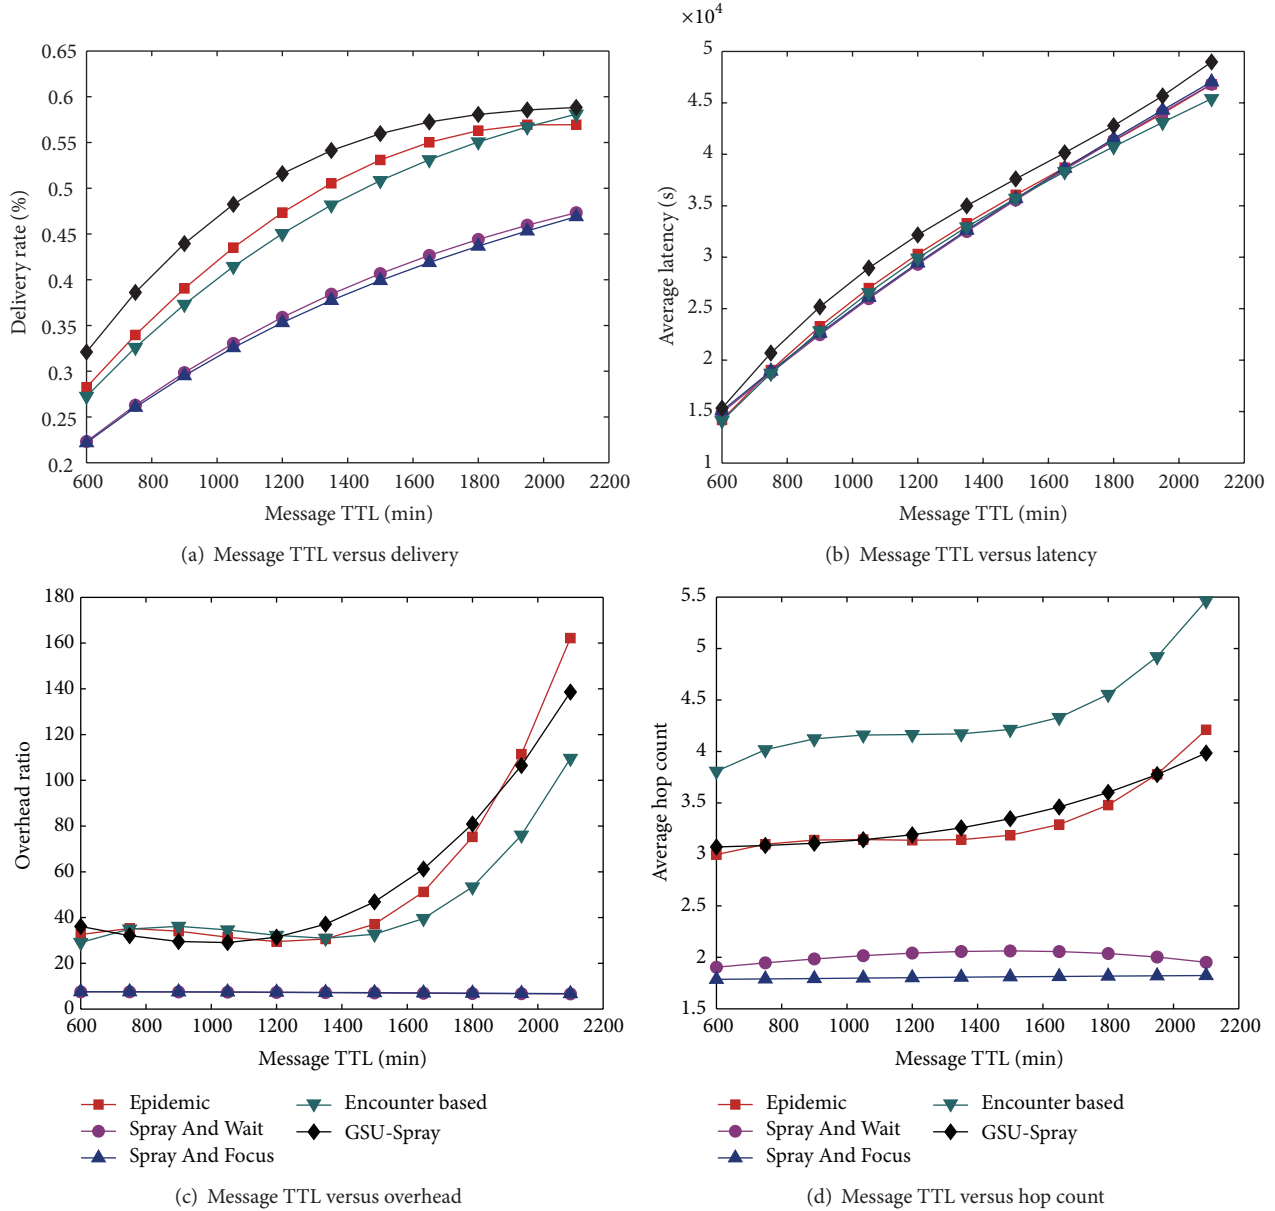 ×10⁴
0.65
0.6
0.55
0.5
0.45
0.4
0.35
0.3
0.25
0.2
Delivery rate (%)
600 800 1000 1200 1400 1600 1800 2000 2200
Message TTL (min)
(a) Message TTL versus delivery
5
4.5
4
3.5
3
2.5
2
1.5
1
Average latency (s)
600 800 1000 1200 1400 1600 1800 2000 2200
Message TTL (min)
(b) Message TTL versus latency
180
160
140
120
100
80
60
40
20
0
Overhead ratio
600 800 1000 1200 1400 1600 1800 2000 2200
Message TTL (min)
Epidemic
Spray And Wait
Spray And Focus
Encounter based
GSU-Spray
(c) Message TTL versus overhead
5.5
5
4.5
4
3.5
3
2.5
2
1.5
Average hop count
600 800 1000 1200 1400 1600 1800 2000 2200
Message TTL (min)
Epidemic
Spray And Wait
Spray And Focus
Encounter based
GSU-Spray
(d) Message TTL versus hop count